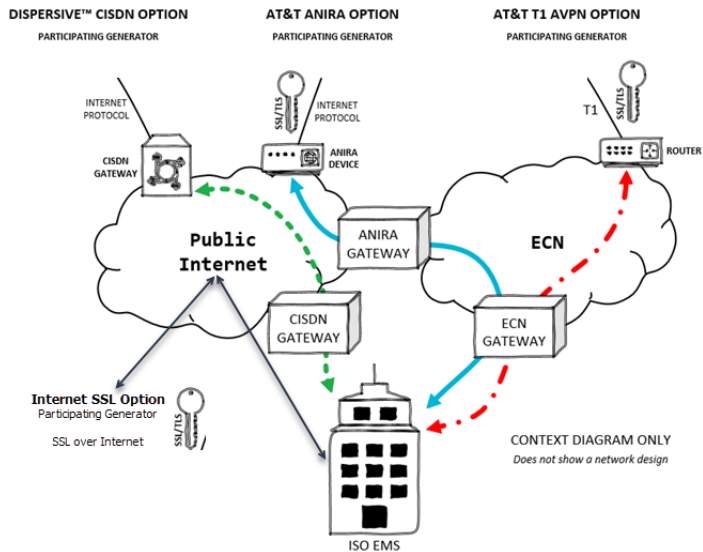 DISPERSIVE™ CISDN OPTION
PARTICIPATING GENERATOR
AT&T ANIRA OPTION
PARTICIPATING GENERATOR
AT&T T1 AVPN OPTION
PARTICIPATING GENERATOR
INTERNET
PROTOCOL
SSL/TLS
INTERNET
PROTOCOL
T1
SSL/TLS
CISDN
GATEWAY
ANIRA
DEVICE
ROUTER
Public
Internet
ANIRA
GATEWAY
ECN
CISDN
GATEWAY
ECN
GATEWAY
Internet SSL Option
Participating Generator
SSL over Internet
SSL/TLS
CONTEXT DIAGRAM ONLY
Does not show a network design
ISO EMS